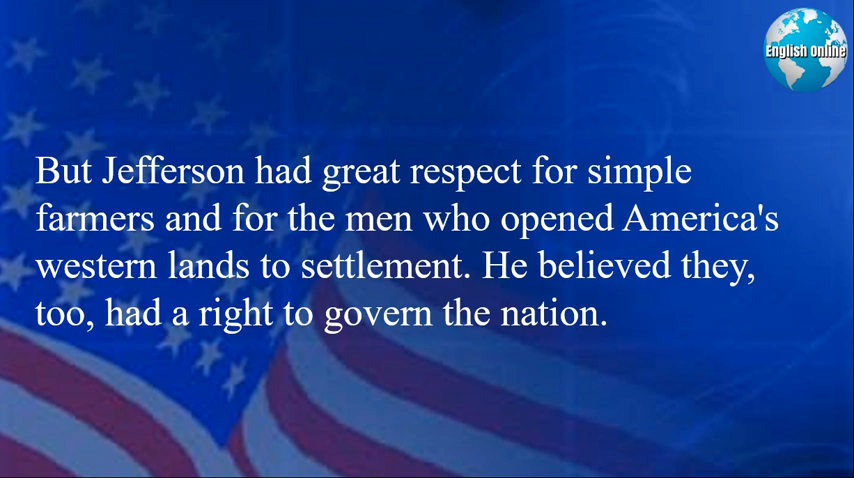 English Online
But Jefferson had great respect for simple
farmers and for the men who opened America's
western lands to settlement. He believed they,
too, had a right to govern the nation.